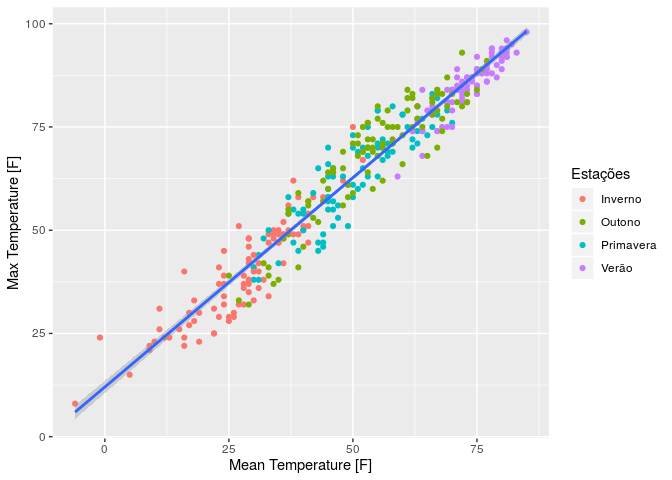 100
75
50
25
0
Max Temperature [F]
0 25 50 75
Mean Temperature [F]
Estações
Inverno
Outono
Primavera
Verão